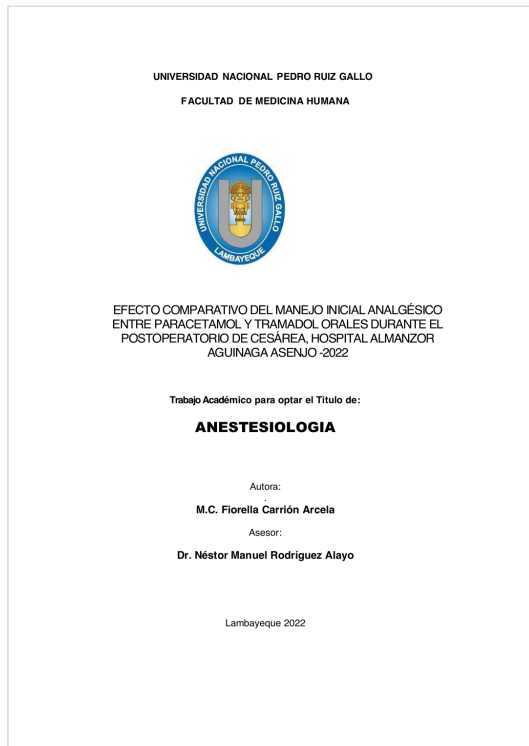 UNIVERSIDAD NACIONAL PEDRO RUIZ GALLO
FACULTAD DE MEDICINA HUMANA
UNIVERSIDAD NACIONAL PEDRO RUIZ GALLO
LAMBAYEQUE
EFECTO COMPARATIVO DEL MANEJO INICIAL ANALGÉSICO
ENTRE PARACETAMOL Y TRAMADOL ORALES DURANTE EL
POSTOPERATORIO DE CESÁREA, HOSPITAL ALMANZOR
AGUINAGA ASENJO -2022
Trabajo Académico para optar el Titulo de:
ANESTESIOLOGIA
Autora:
.
M.C. Fiorella Carrión Arcela
Asesor:
Dr. Néstor Manuel Rodríguez Alayo
Lambayeque 2022